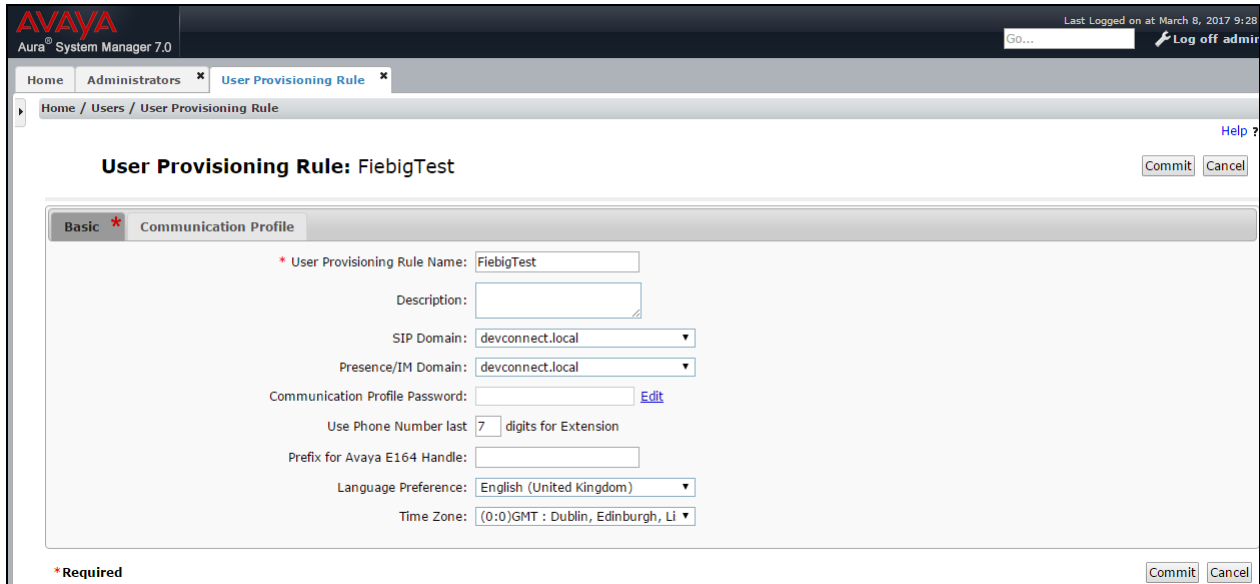 AVAYA
Last Logged on at March 8, 2017 9:28
Aura® System Manager 7.0
Go...
Log off admin
Home
Administrators
User Provisioning Rule
Home / Users / User Provisioning Rule
Help ?
User Provisioning Rule: FiebigTest
Commit
Cancel
Basic *
Communication Profile
* User Provisioning Rule Name: FiebigTest
Description:
SIP Domain: devconnect.local
Presence/IM Domain: devconnect.local
Communication Profile Password: Edit
Use Phone Number last 7 digits for Extension
Prefix for Avaya E164 Handle:
Language Preference: English (United Kingdom)
Time Zone: (0:0)GMT : Dublin, Edinburgh, Li
*Required
Commit
Cancel